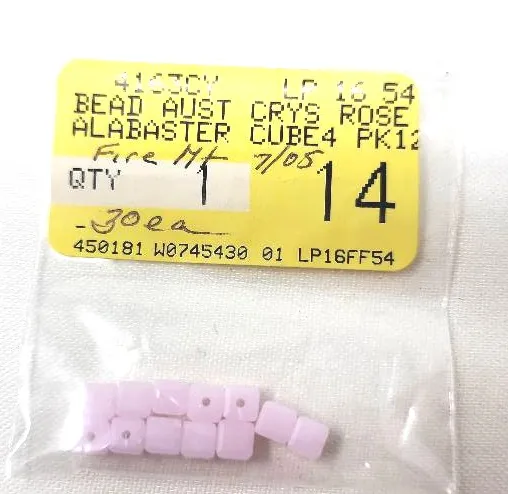 4163CY LP 16 54
BEAD AUST CRYS ROSE
ALABASTER CUBE4 PK12
Fire Mt 7/05
QTY 1 14
.30ea
450181 W0745430 01 LP16FF54